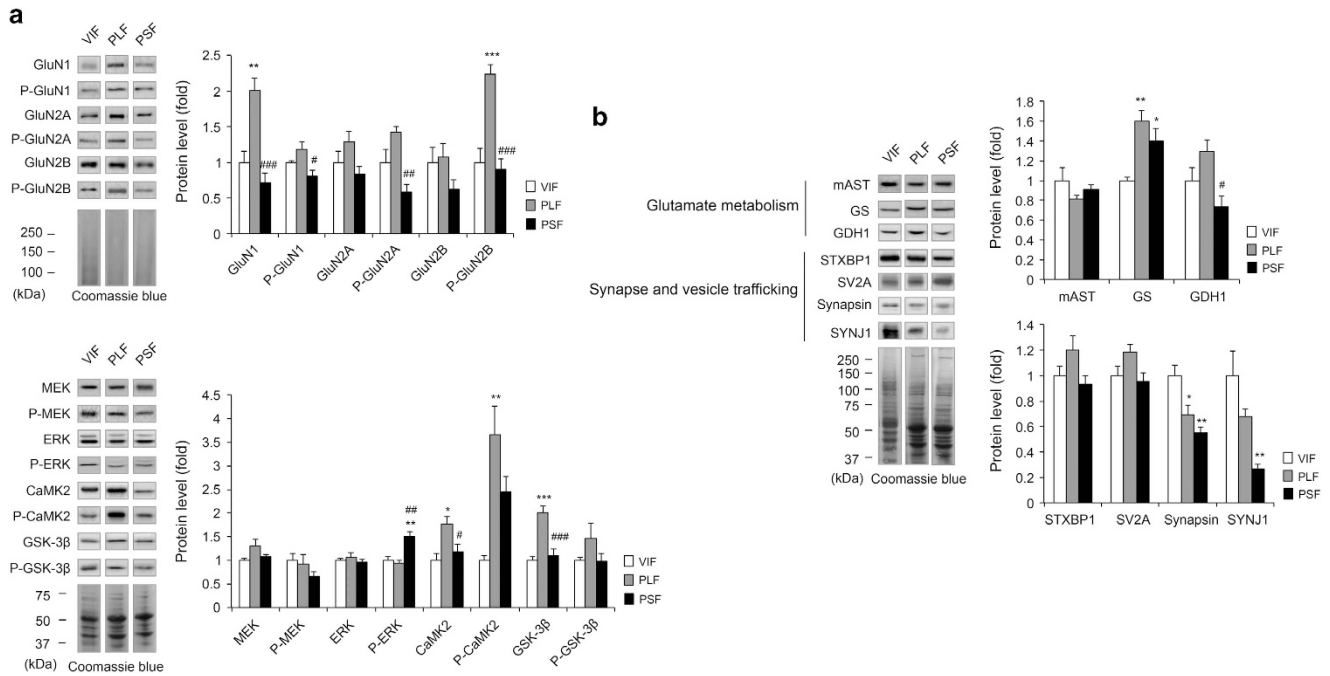 a
VIF PLF PSF
GluN1
P-GluN1
GluN2A
P-GluN2A
GluN2B
P-GluN2B
250
150
100
(kDa)
Coomassie blue
Protein level (fold)
2.5
2
1.5
1
0.5
0
** ### # ## *** ###
GluN1 P-GluN1 GluN2A P-GluN2A GluN2B P-GluN2B
VIF
PLF
PSF
VIF PLF PSF
MEK
P-MEK
ERK
P-ERK
CaMK2
P-CaMK2
GSK-3β
P-GSK-3β
75
50
37
(kDa)
Coomassie blue
Protein level (fold)
4.5
4
3.5
3
2.5
2
1.5
1
0.5
0
## ** * # ** *** ###
MEK P-MEK ERK P-ERK CaMK2 P-CaMK2 GSK-3β P-GSK-3β
VIF
PLF
PSF
b
VIF PLF PSF
Glutamate metabolism
mAST
GS
GDH1
Synapse and vesicle trafficking
STXBP1
SV2A
Synapsin
SYNJ1
250
150
100
75
50
37
(kDa)
Coomassie blue
Protein level (fold)
1.8
1.6
1.4
1.2
1
0.8
0.6
0.4
0.2
0
** * #
mAST GS GDH1
VIF
PLF
PSF
Protein level (fold)
1.4
1.2
1
0.8
0.6
0.4
0.2
0
* ** **
STXBP1 SV2A Synapsin SYNJ1
VIF
PLF
PSF